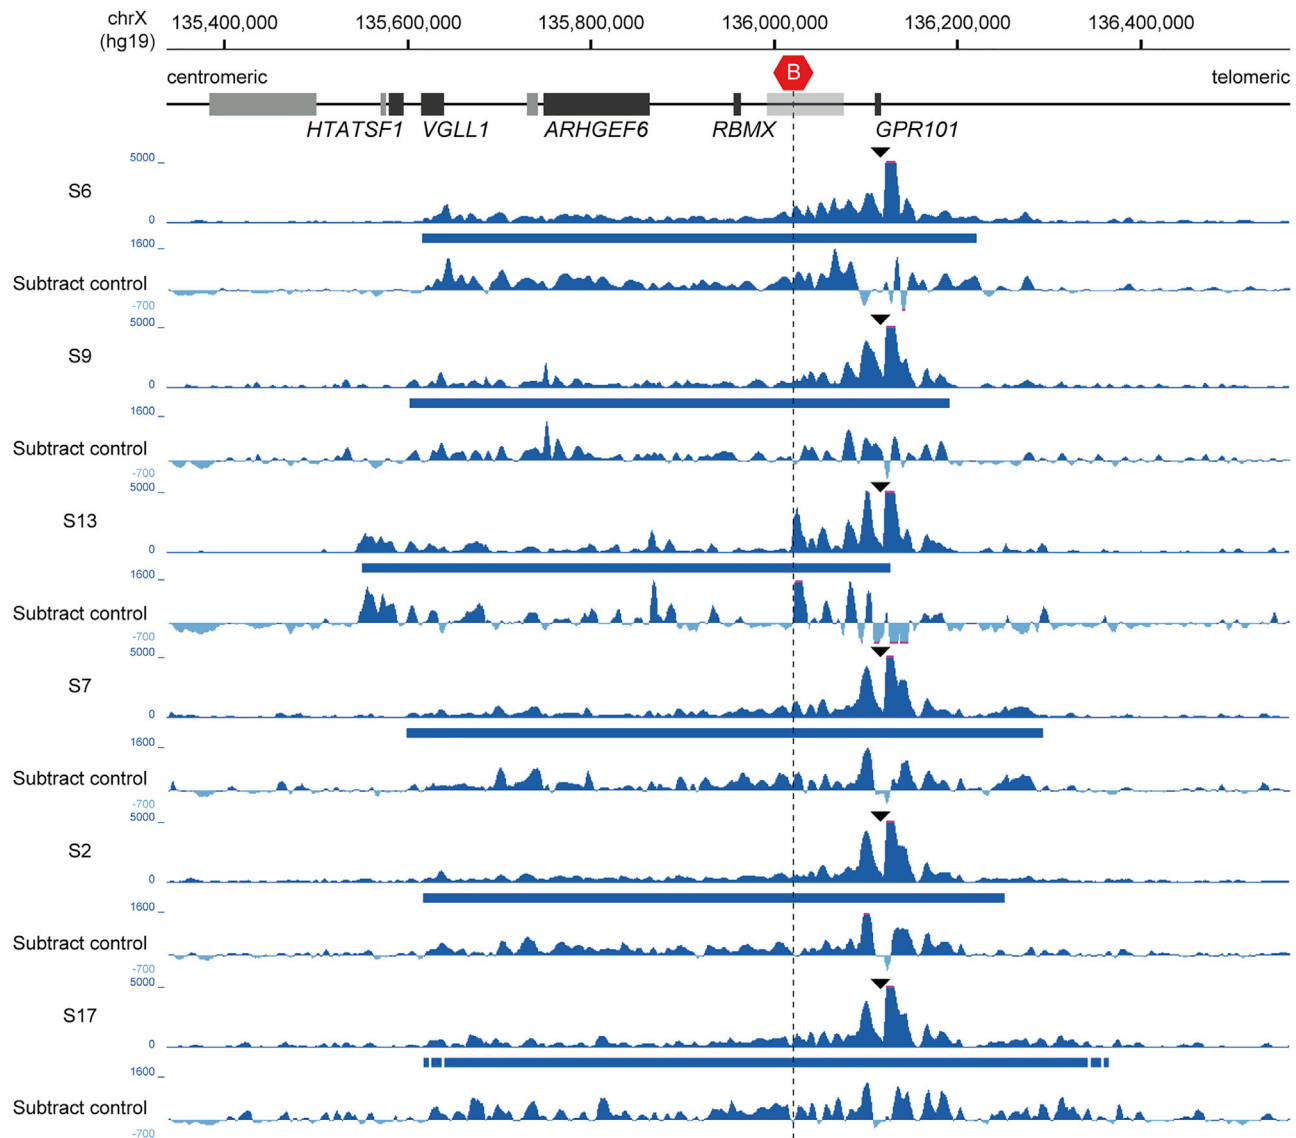 chrX 135,400,000 135,600,000 135,800,000 136,000,000 136,200,000 136,400,000
(hg19)
B
centromeric telomeric
HTATSF1 VGLL1 ARHGEF6 RBMX GPR101
5000
S6
0
1600
Subtract control
-700
5000
S9
0
1600
Subtract control
-700
5000
S13
0
1600
Subtract control
-700
5000
S7
0
1600
Subtract control
-700
5000
S2
0
1600
Subtract control
-700
5000
S17
0
1600
Subtract control
-700